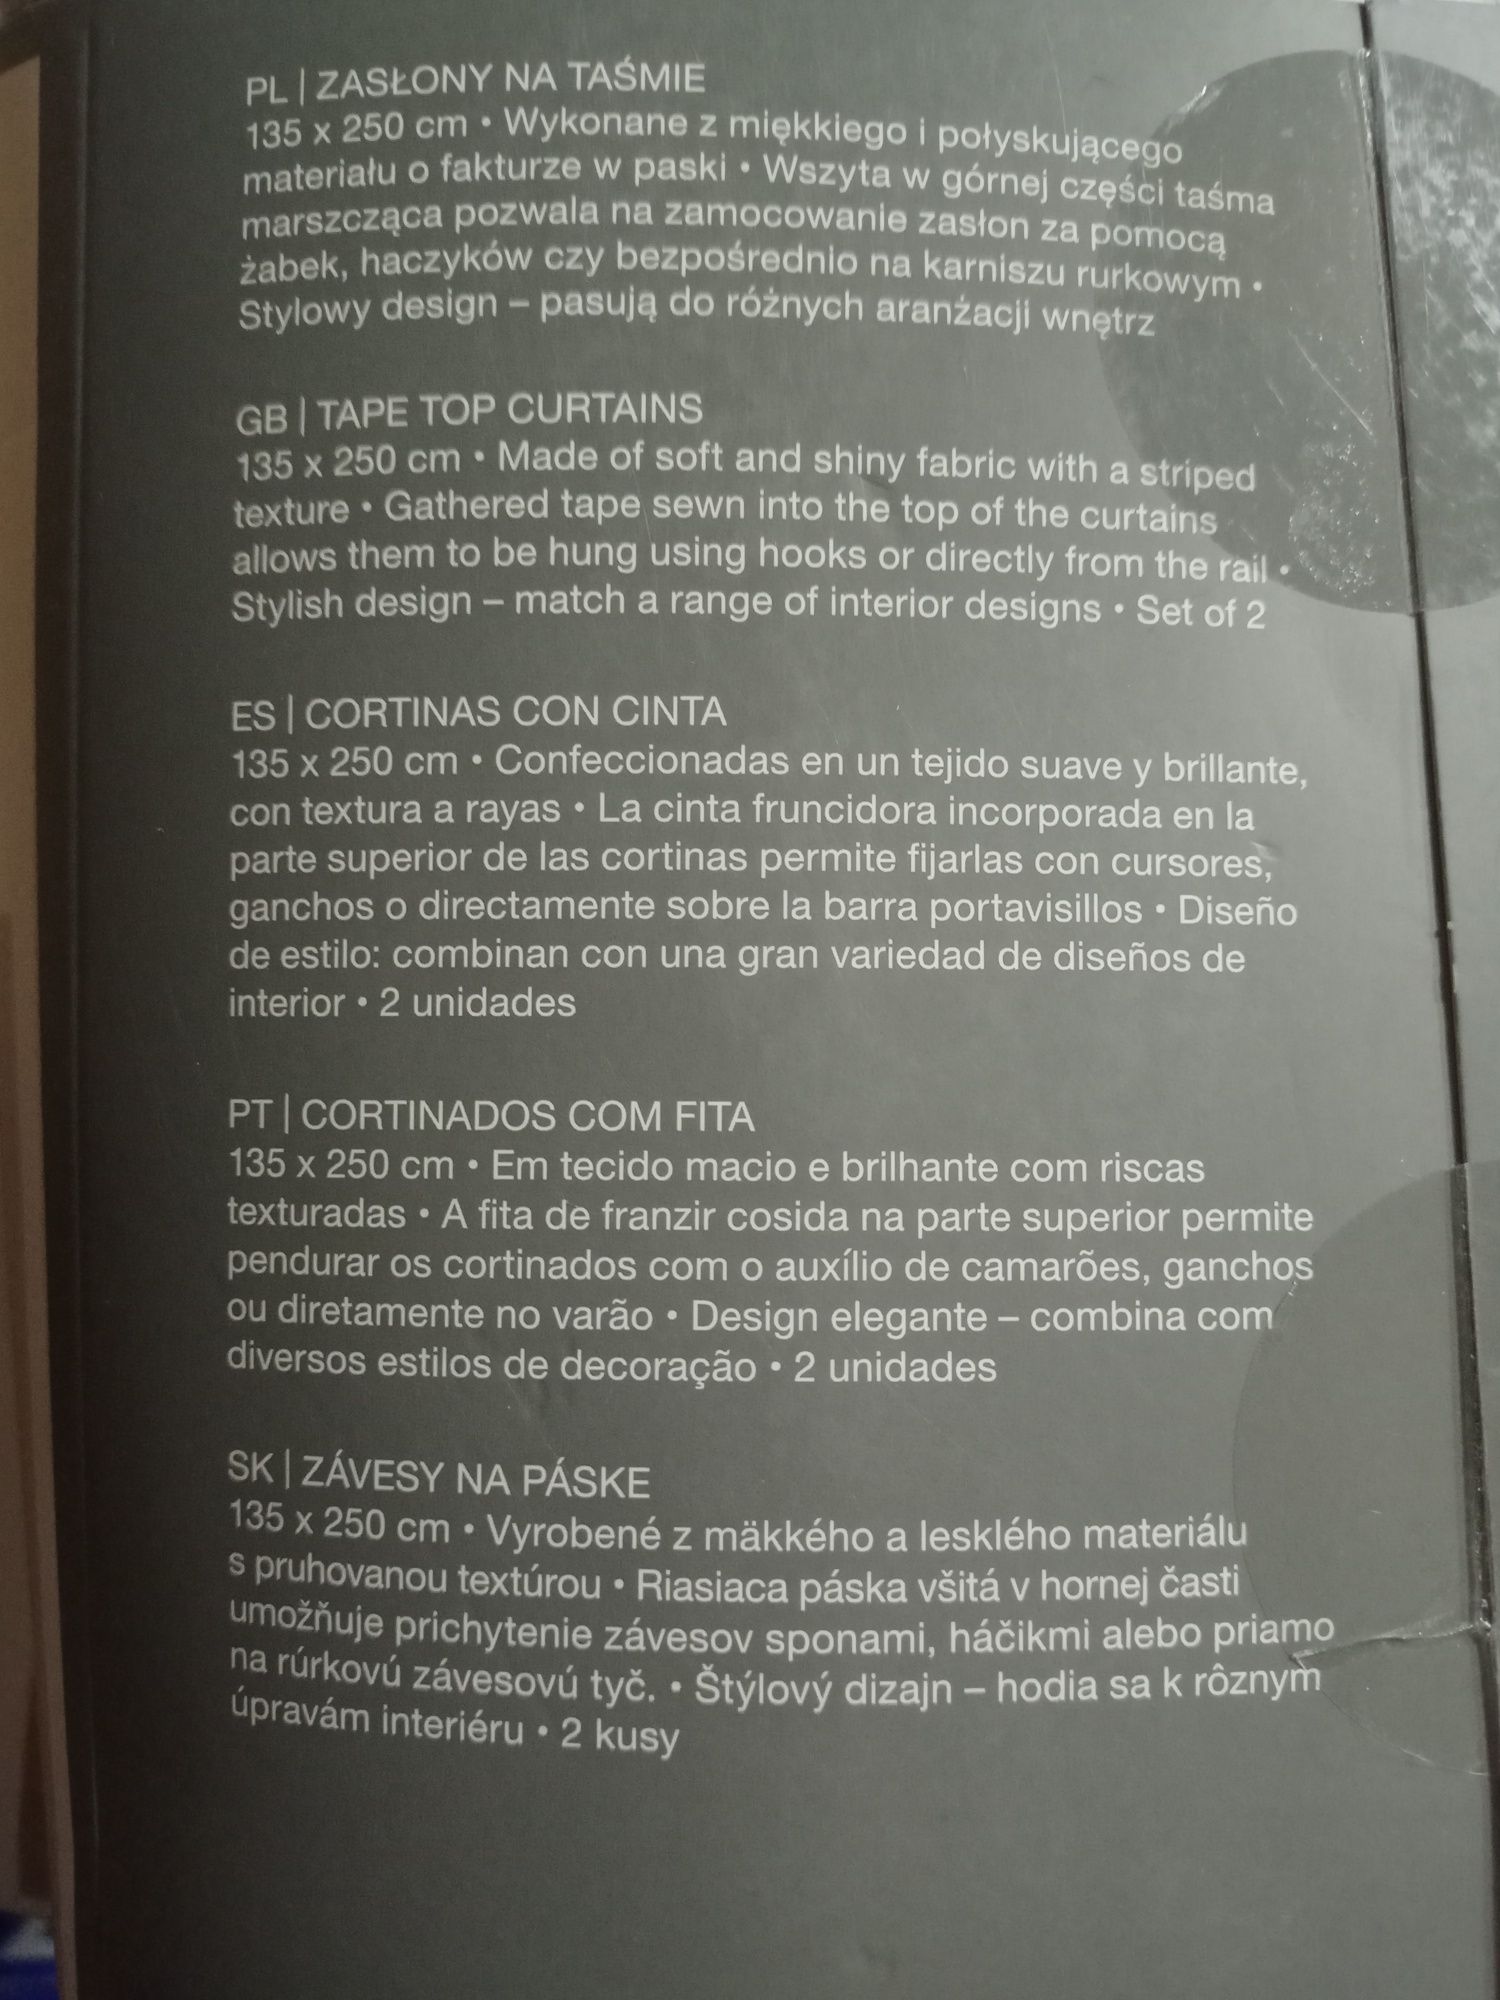 PL | ZASŁONY NA TAŚMIE
135 x 250 cm • Wykonane z miękkiego i połyskującego
materiału o fakturze w paski • Wszyta w górnej części taśma
marszcząca pozwala na zamocowanie zasłon za pomocą
żabek, haczyków czy bezpośrednio na karniszu rurkowym •
Stylowy design – pasują do różnych aranżacji wnętrz
GB | TAPE TOP CURTAINS
135 x 250 cm • Made of soft and shiny fabric with a striped
texture • Gathered tape sewn into the top of the curtains
allows them to be hung using hooks or directly from the rail •
Stylish design – match a range of interior designs • Set of 2
ES | CORTINAS CON CINTA
135 x 250 cm • Confeccionadas en un tejido suave y brillante,
con textura a rayas • La cinta fruncidora incorporada en la
parte superior de las cortinas permite fijarlas con cursores,
ganchos o directamente sobre la barra portavisillos • Diseño
de estilo: combinan con una gran variedad de diseños de
interior • 2 unidades
PT | CORTINADOS COM FITA
135 x 250 cm • Em tecido macio e brilhante com riscas
texturadas • A fita de franzir cosida na parte superior permite
pendurar os cortinados com o auxílio de camarões, ganchos
ou diretamente no varão • Design elegante – combina com
diversos estilos de decoração • 2 unidades
SK | ZÁVESY NA PÁSKE
135 x 250 cm • Vyrobené z mäkkého a lesklého materiálu
s pruhovanou textúrou • Riasiaca páska všitá v hornej časti
umožňuje prichytenie závesov sponami, háčikmi alebo priamo
na rúrkovú závesovú tyč. • Štýlový dizajn – hodia sa k rôznym
úpravám interiéru • 2 kusy